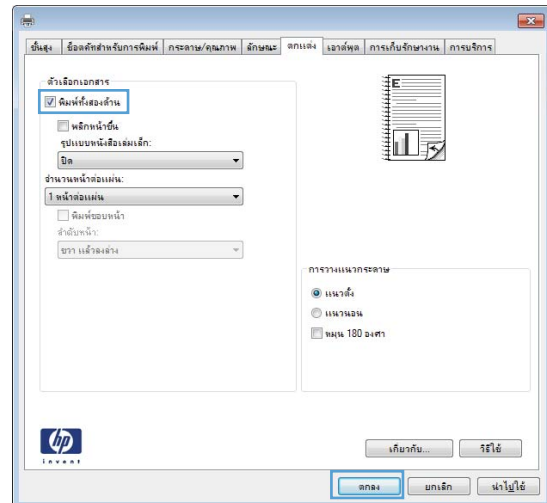 ขั้นสูง ช็อตคัทสำหรับการพิมพ์ กระดาษ/คุณภาพ ลักษณะ ตกแต่ง เอาต์พุต การเก็บรักษางาน การบริการ
ตัวเลือกเอกสาร
พิมพ์ทั้งสองด้าน
พลิกหน้าขึ้น
รูปแบบหนังสือเล่มเล็ก:
ปิด
จำนวนหน้าต่อแผ่น:
1 หน้าต่อแผ่น
พิมพ์ขอบหน้า
ลำดับหน้า:
ขวา แล้วลงล่าง
E
การวางแนวกระดาษ
แนวตั้ง
แนวนอน
หมุน 180 องศา
hp
invent
เกี่ยวกับ... วิธีใช้
ตกลง ยกเลิก นำไปใช้